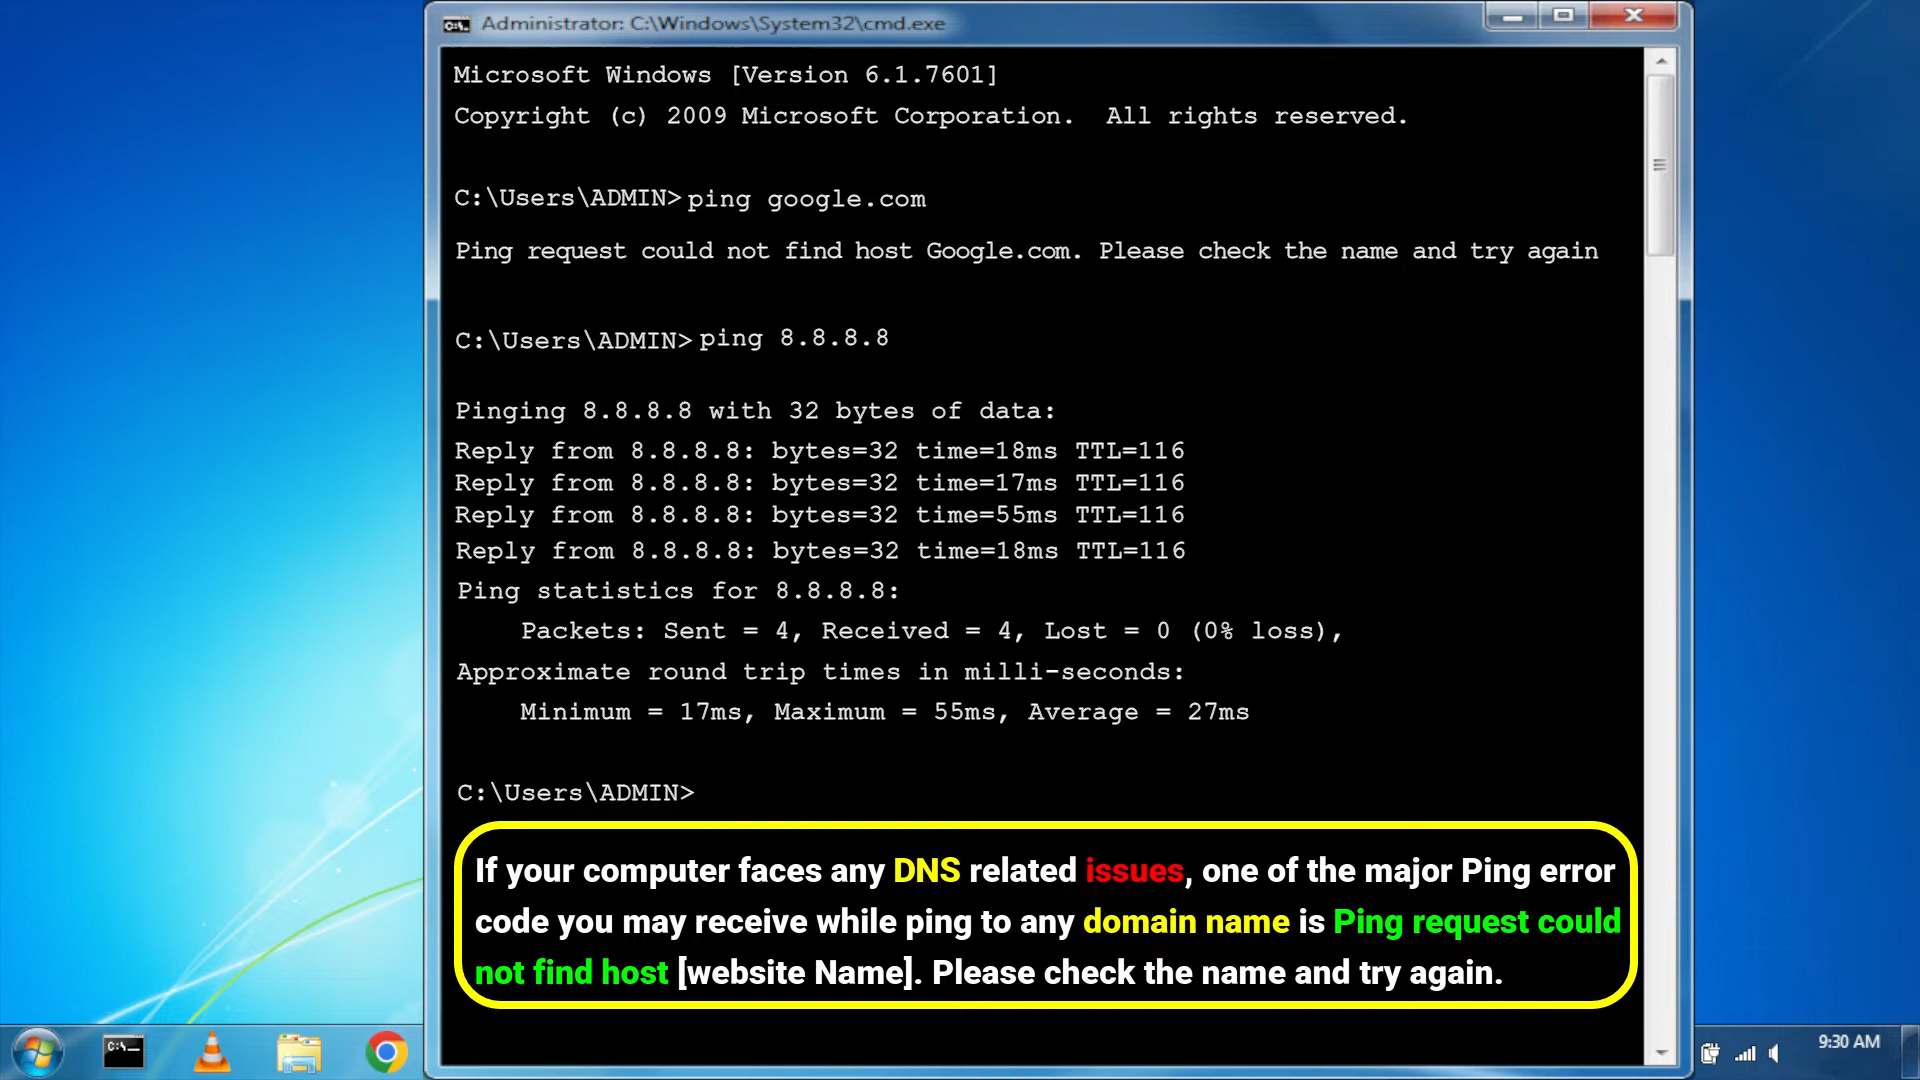 Administrator: C:\Windows\System32\cmd.exe
Microsoft Windows [Version 6.1.7601]
Copyright (c) 2009 Microsoft Corporation. All rights reserved.
C:\Users\ADMIN>ping google.com
Ping request could not find host Google.com. Please check the name and try again
C:\Users\ADMIN>ping 8.8.8.8
Pinging 8.8.8.8 with 32 bytes of data:
Reply from 8.8.8.8: bytes=32 time=18ms TTL=116
Reply from 8.8.8.8: bytes=32 time=17ms TTL=116
Reply from 8.8.8.8: bytes=32 time=55ms TTL=116
Reply from 8.8.8.8: bytes=32 time=18ms TTL=116
Ping statistics for 8.8.8.8:
Packets: Sent = 4, Received = 4, Lost = 0 (0% loss),
Approximate round trip times in milli-seconds:
Minimum = 17ms, Maximum = 55ms, Average = 27ms
C:\Users\ADMIN>
If your computer faces any DNS related issues, one of the major Ping error
code you may receive while ping to any domain name is Ping request could
not find host [website Name]. Please check the name and try again.
9:30 AM